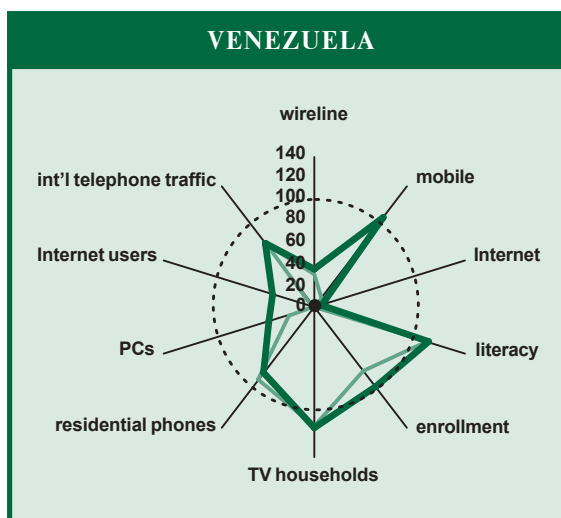 VENEZUELA
wireline
140
120
100
80
60
40
20
0
mobile
Internet
literacy
enrollment
TV households
residential phones
PCs
Internet users
int'l telephone traffic